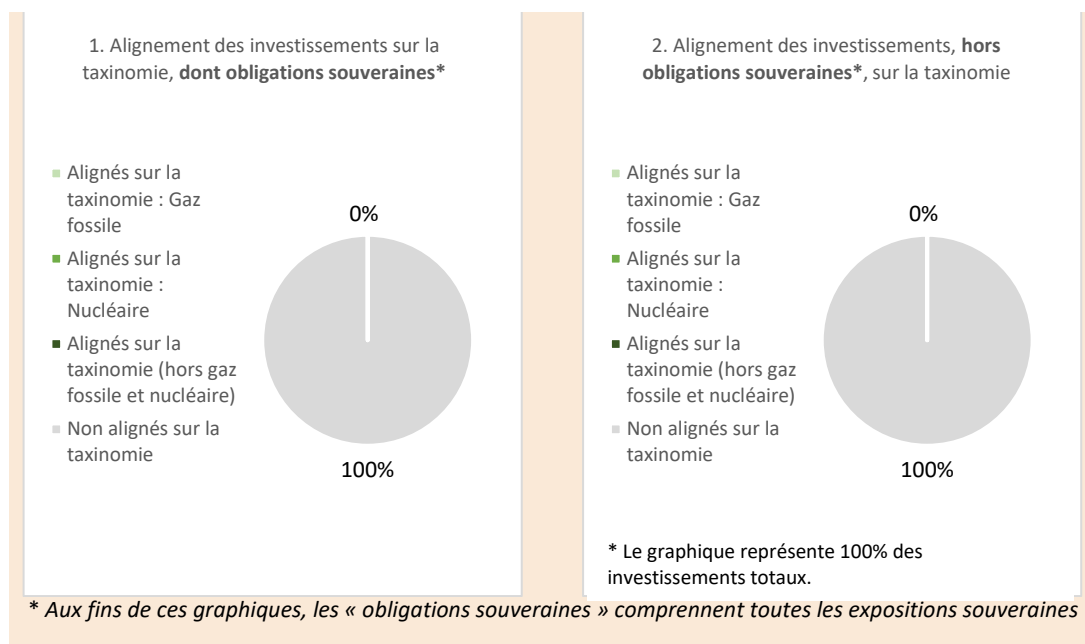 1. Alignement des investissements sur la
taxinomie, dont obligations souveraines*
Alignés sur la
taxinomie : Gaz
fossile
Alignés sur la
taxinomie :
Nucléaire
Alignés sur la
taxinomie (hors gaz
fossile et nucléaire)
Non alignés sur la
taxinomie
0%
100%
2. Alignement des investissements, hors
obligations souveraines*, sur la taxinomie
Alignés sur la
taxinomie : Gaz
fossile
Alignés sur la
taxinomie :
Nucléaire
Alignés sur la
taxinomie (hors gaz
fossile et nucléaire)
Non alignés sur la
taxinomie
0%
100%
* Le graphique représente 100% des
investissements totaux.
* Aux fins de ces graphiques, les « obligations souveraines » comprennent toutes les expositions souveraines